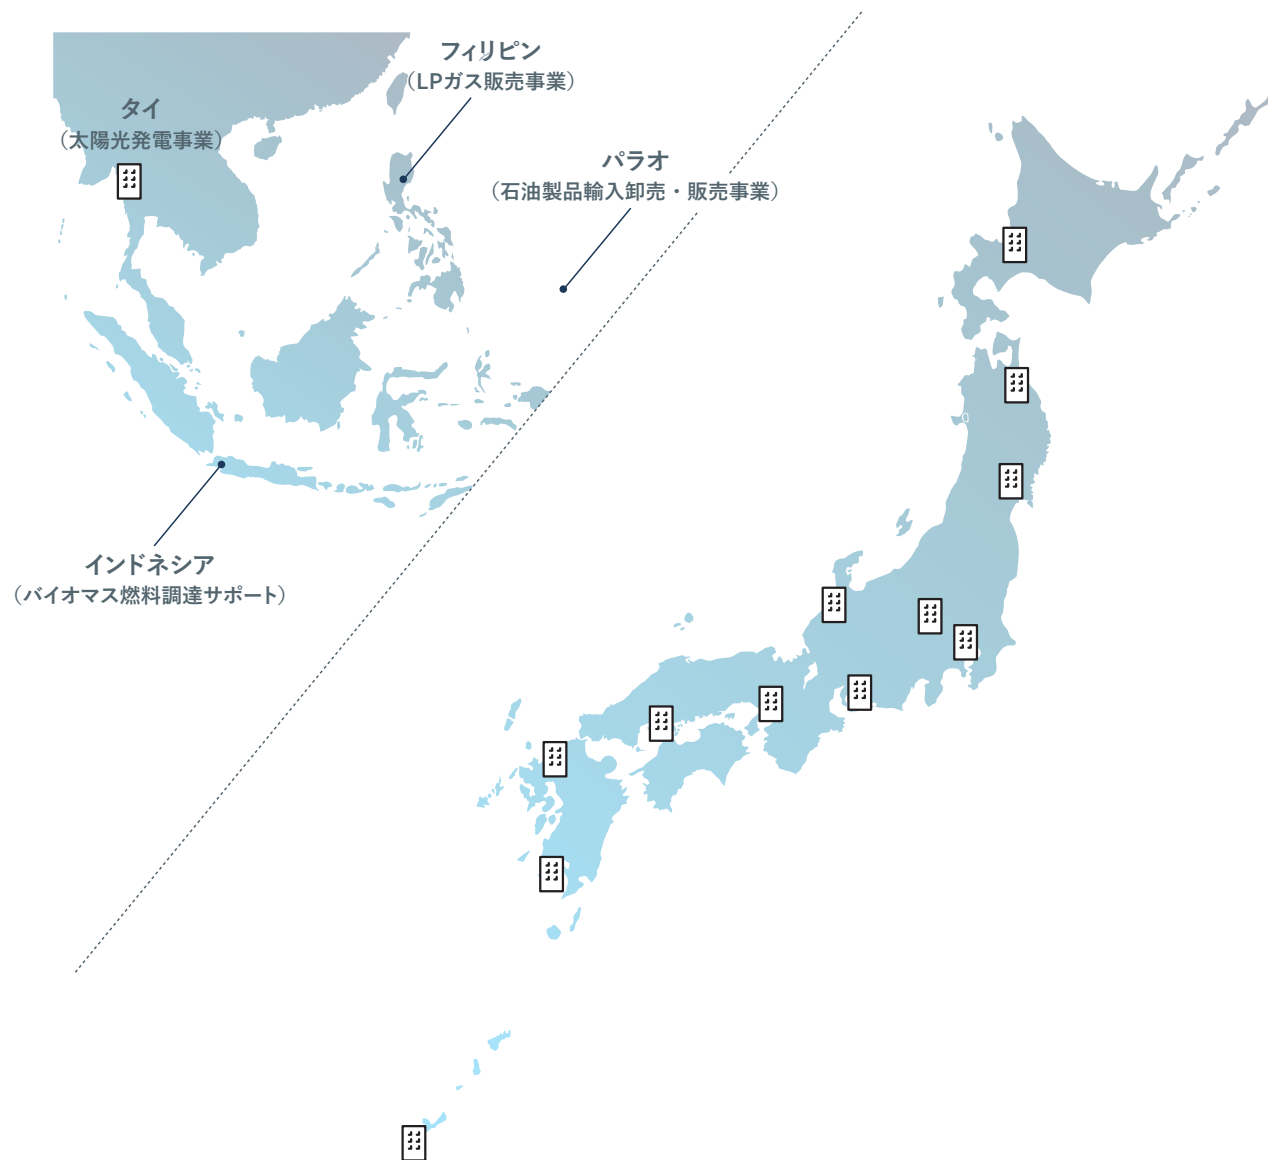 フィリピン
（LPガス販売事業）
タイ
（太陽光発電事業）
パラオ
（石油製品輸入卸売・販売事業）
インドネシア
（バイオマス燃料調達サポート）